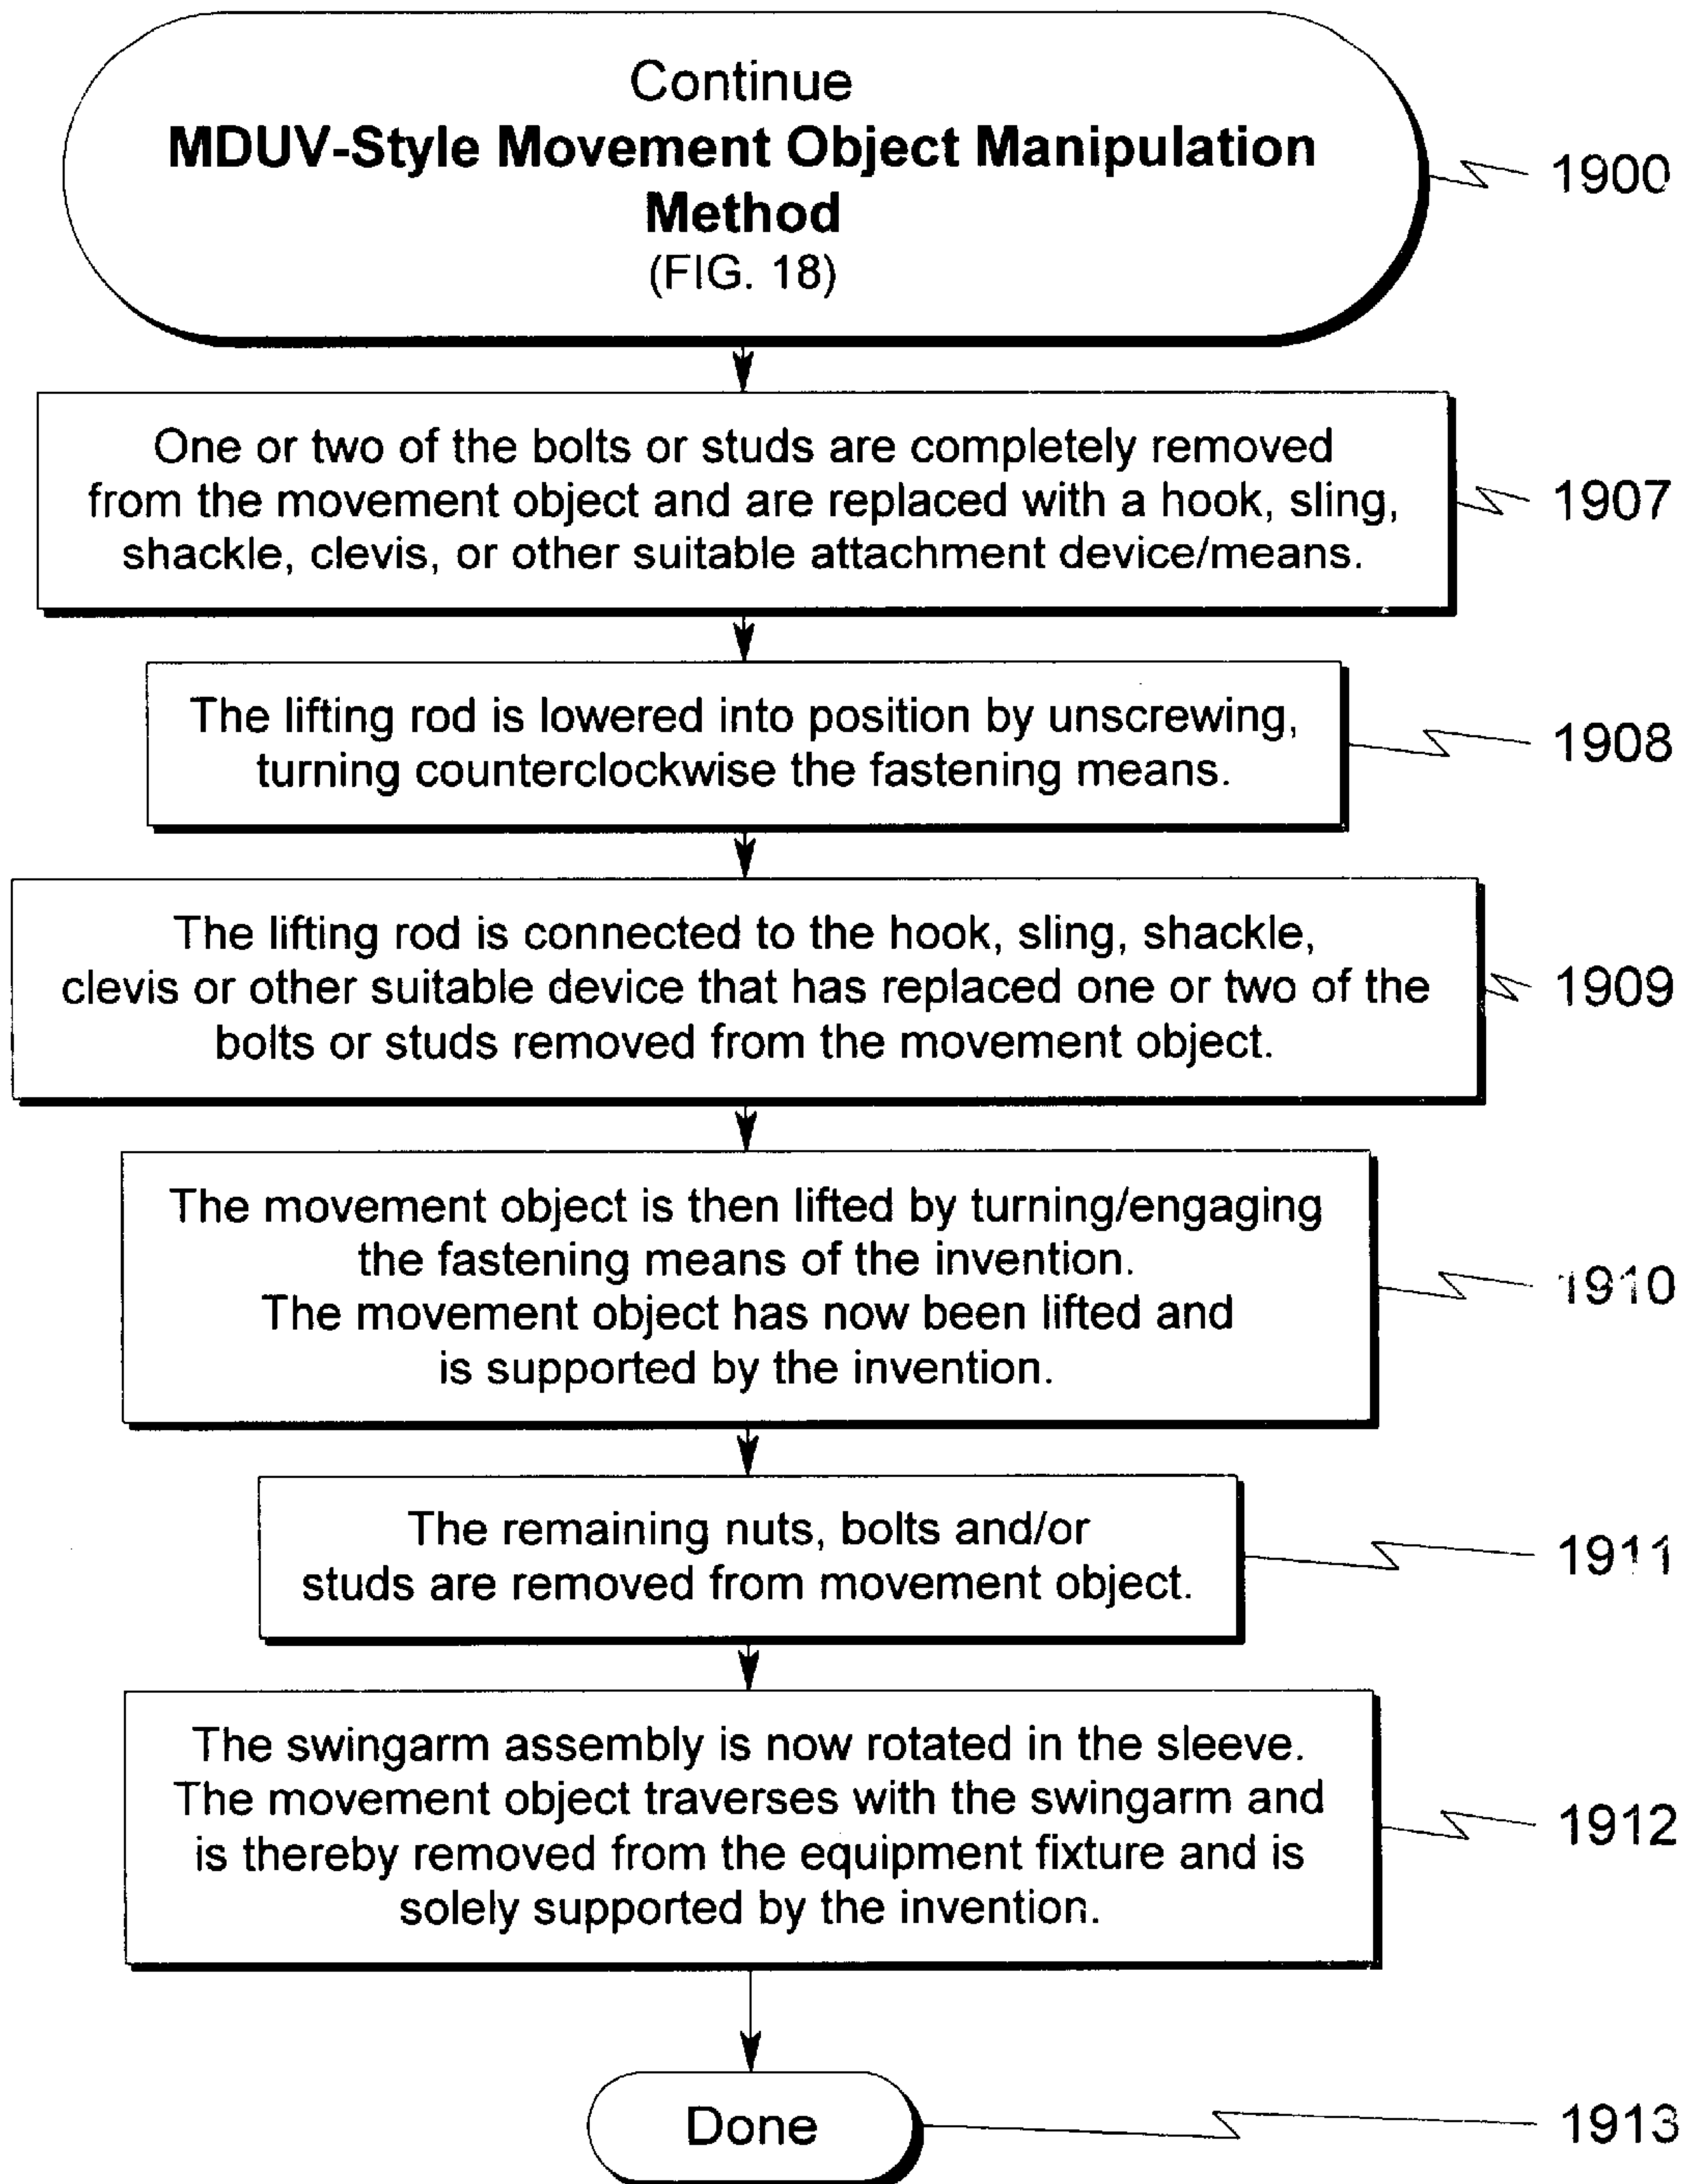 Continue
MDUV-Style Movement Object Manipulation
Method
(FIG. 18)
1900
One or two of the bolts or studs are completely removed
from the movement object and are replaced with a hook, sling,
shackle, clevis, or other suitable attachment device/means.
1907
The lifting rod is lowered into position by unscrewing,
turning counterclockwise the fastening means.
1908
The lifting rod is connected to the hook, sling, shackle,
clevis or other suitable device that has replaced one or two of the
bolts or studs removed from the movement object.
1909
The movement object is then lifted by turning/engaging
the fastening means of the invention.
The movement object has now been lifted and
is supported by the invention.
1910
The remaining nuts, bolts and/or
studs are removed from movement object.
1911
The swingarm assembly is now rotated in the sleeve.
The movement object traverses with the swingarm and
is thereby removed from the equipment fixture and is
solely supported by the invention.
1912
Done
1913